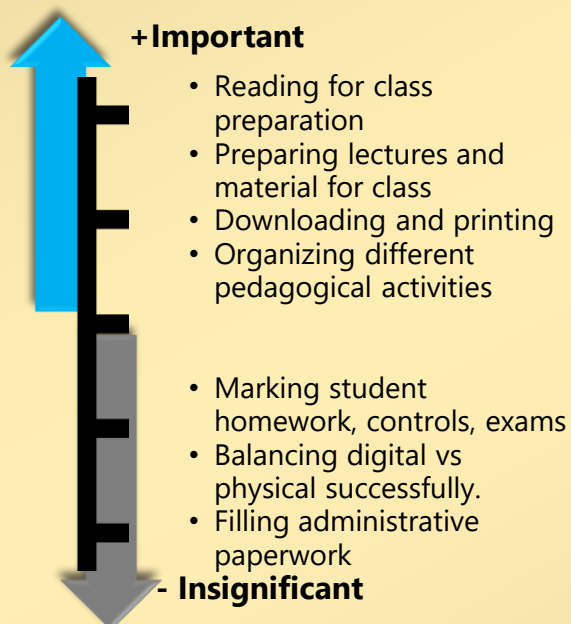 +Important
• Reading for class
preparation
• Preparing lectures and
material for class
• Downloading and printing
• Organizing different
pedagogical activities
• Marking student
homework, controls, exams
• Balancing digital vs
physical successfully.
• Filling administrative
paperwork
- Insignificant